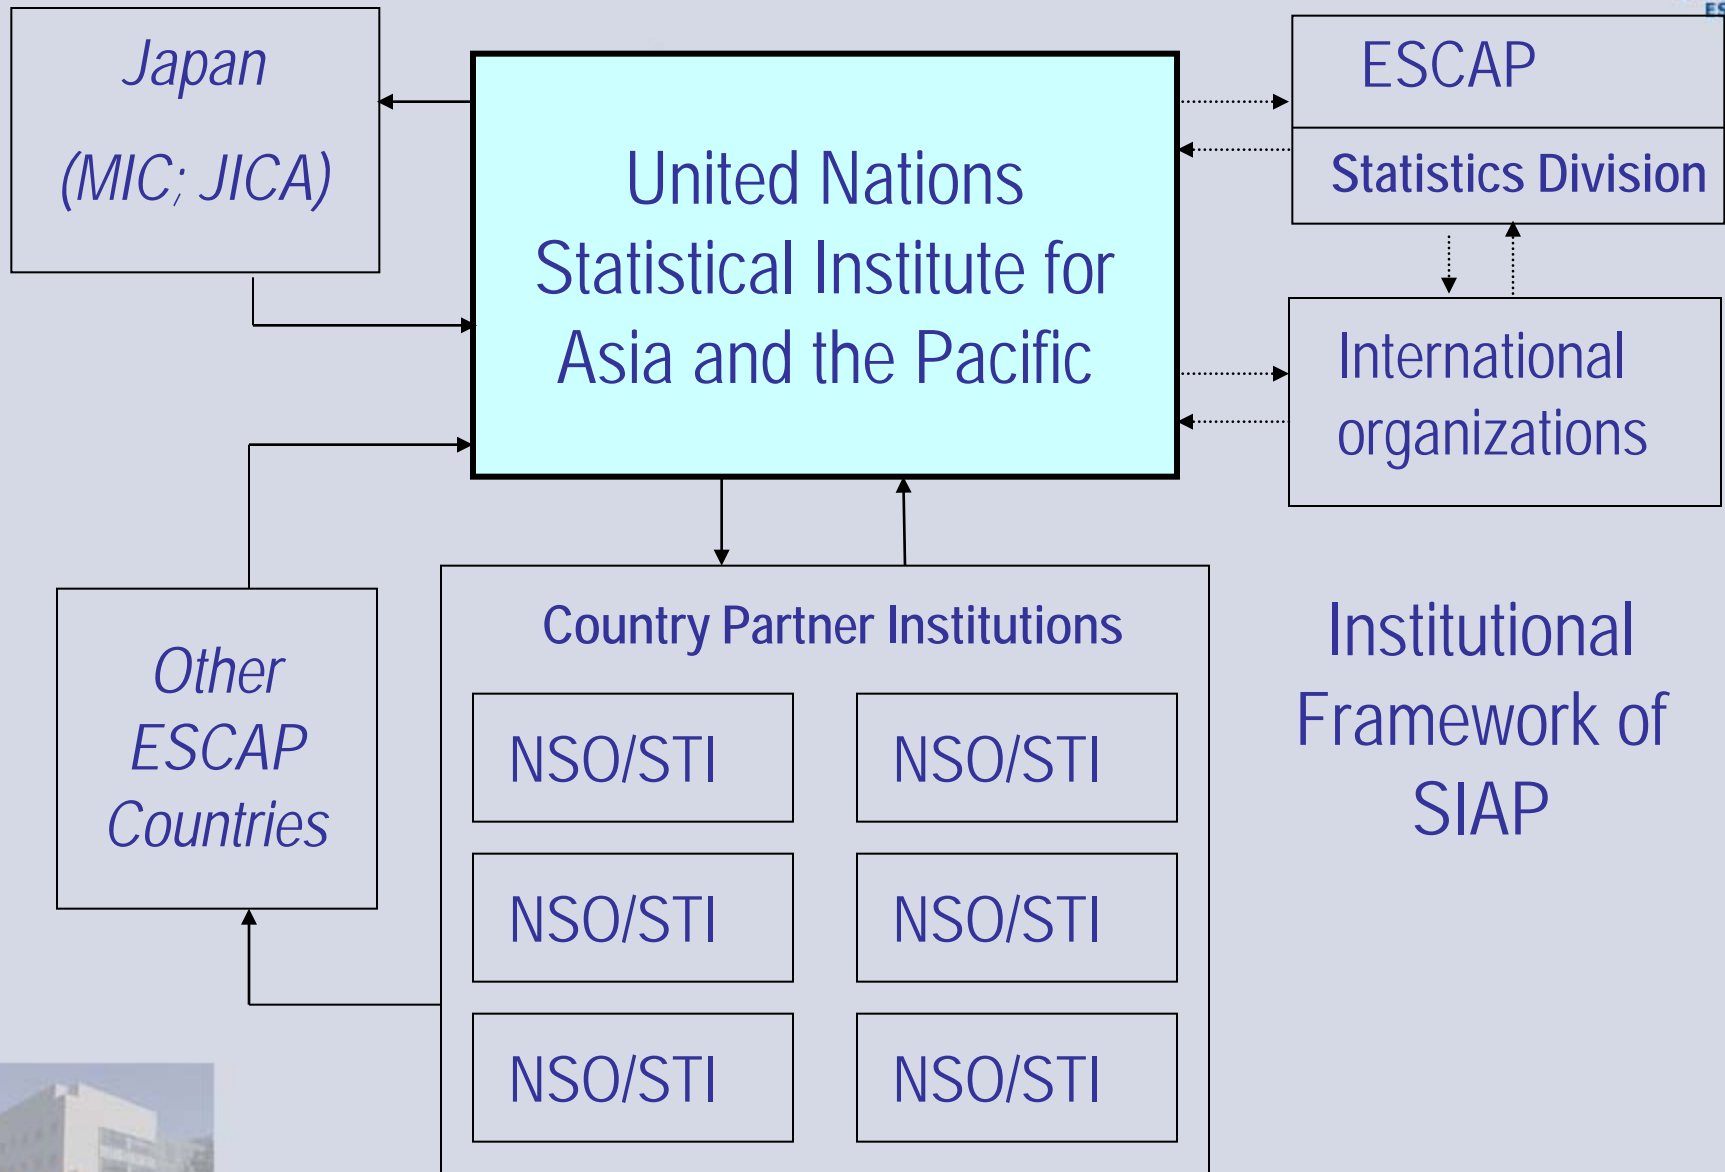 Japan
(MIC; JICA)
United Nations
Statistical Institute for
Asia and the Pacific
ESCAP
Statistics Division
International
organizations
Other
ESCAP
Countries
Country Partner Institutions
NSO/STI
NSO/STI
NSO/STI
NSO/STI
NSO/STI
NSO/STI
Institutional
Framework of
SIAP